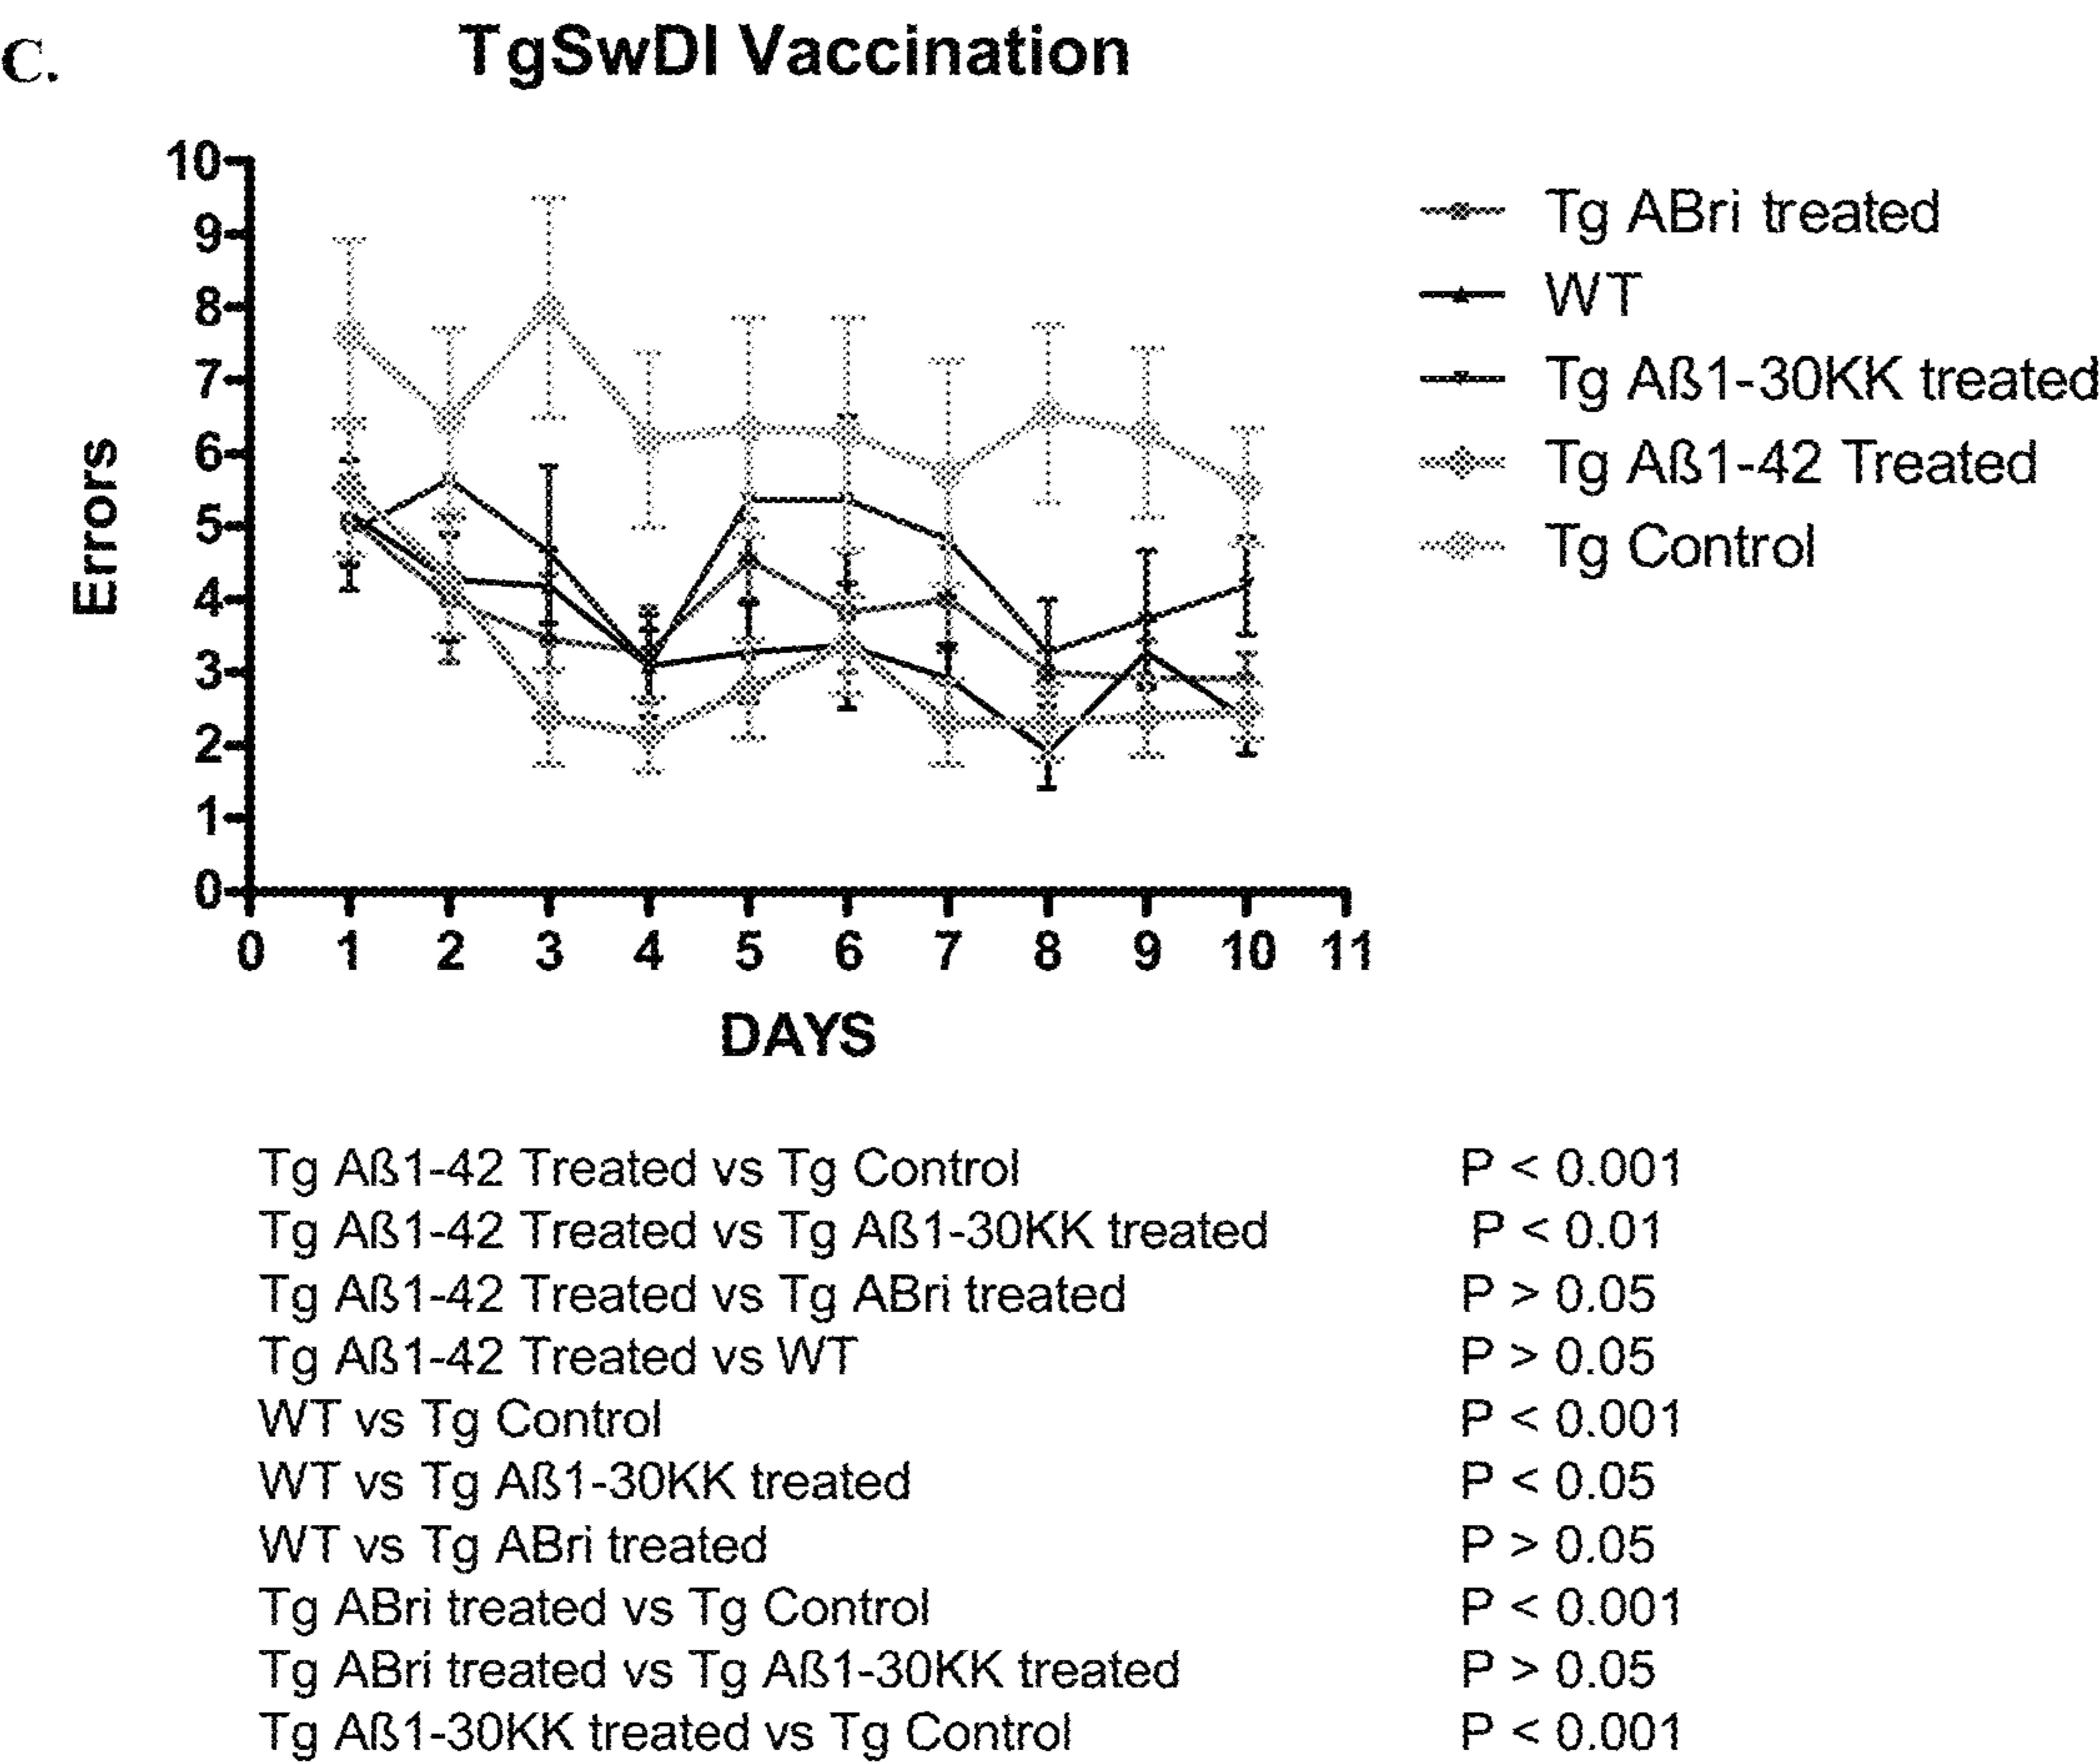 C.
TgSwDI Vaccination
10
9
8
7
6
5
4
3
2
1
0
Errors
0 1 2 3 4 5 6 7 8 9 10 11
DAYS
Tg ABri treated
WT
Tg Aß1-30KK treated
Tg Aß1-42 Treated
Tg Control
Tg Aß1-42 Treated vs Tg Control P < 0.001
Tg Aß1-42 Treated vs Tg Aß1-30KK treated P < 0.01
Tg Aß1-42 Treated vs Tg ABri treated P > 0.05
Tg Aß1-42 Treated vs WT P > 0.05
WT vs Tg Control P < 0.001
WT vs Tg Aß1-30KK treated P < 0.05
WT vs Tg ABri treated P > 0.05
Tg ABri treated vs Tg Control P < 0.001
Tg ABri treated vs Tg Aß1-30KK treated P > 0.05
Tg Aß1-30KK treated vs Tg Control P < 0.001